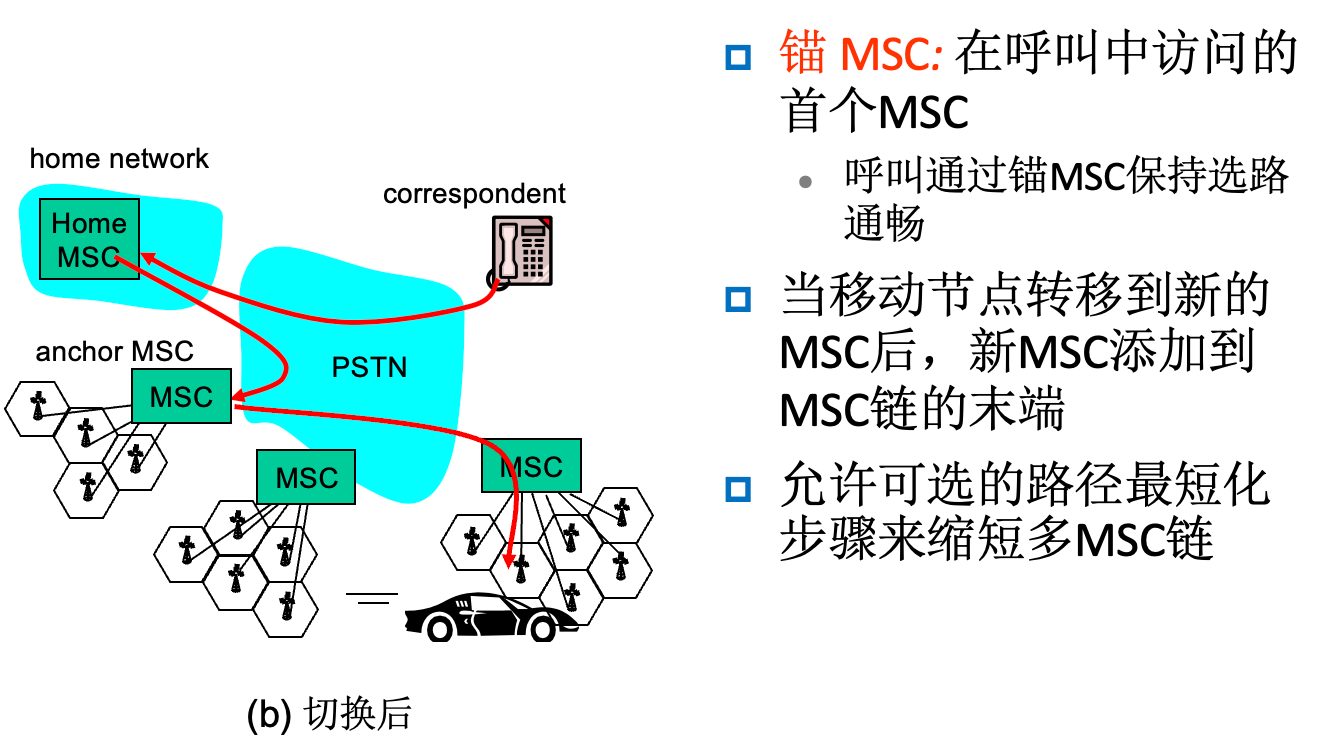 home network
Home
MSC
correspondent
anchor MSC
MSC
PSTN
MSC
MSC
(b) 切换后
锚 MSC: 在呼叫中访问的
首个MSC
呼叫通过锚MSC保持选路
通畅
当移动节点转移到新的
MSC后，新MSC添加到
MSC链的末端
允许可选的路径最短化
步骤来缩短多MSC链